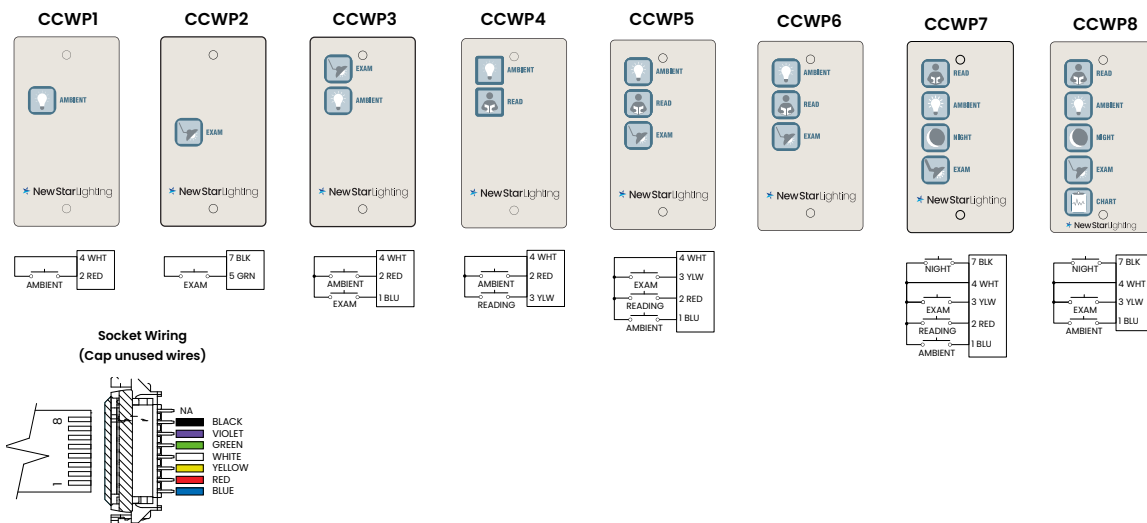 CCWP1
CCWP2
CCWP3
CCWP4
CCWP5
CCWP6
CCWP7
CCWP8
AMBIENT
NewStarLighting
EXAM
NewStarLighting
EXAM
AMBIENT
NewStarLighting
AMBIENT
READ
NewStarLighting
AMBIENT
READ
EXAM
NewStarLighting
AMBIENT
READ
EXAM
NewStarLighting
READ
AMBIENT
NIGHT
EXAM
NewStarLighting
READ
AMBIENT
NIGHT
EXAM
CHART
NewStarLighting
4 WHT
2 RED
AMBIENT
7 BLK
5 GRN
EXAM
4 WHT
2 RED
AMBIENT
1 BLU
EXAM
4 WHT
2 RED
AMBIENT
3 YLW
READING
4 WHT
3 YLW
EXAM
2 RED
READING
1 BLU
AMBIENT
7 BLK
NIGHT
4 WHT
3 YLW
EXAM
2 RED
READING
1 BLU
AMBIENT
7 BLK
NIGHT
4 WHT
3 YLW
EXAM
1 BLU
AMBIENT
Socket Wiring
(Cap unused wires)
8
1
NA
BLACK
VIOLET
GREEN
WHITE
YELLOW
RED
BLUE